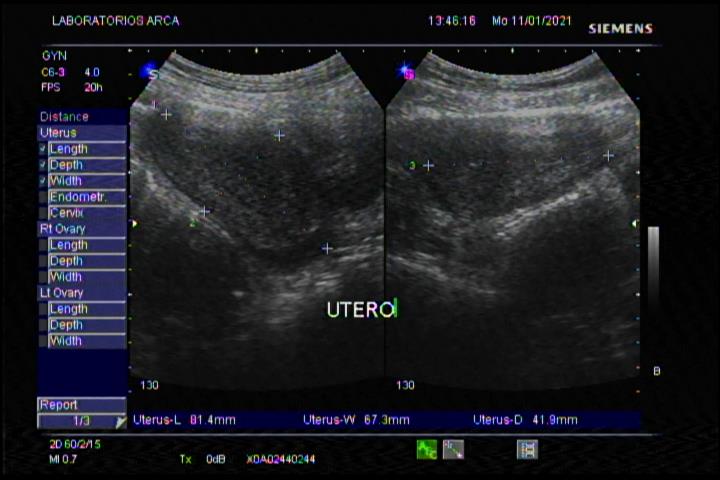 LABORATORIOS ARCA
13:46:16 Mo 11/01/2021
SIEMENS
GYN
C6-3 4.0
FPS 20h
Distance
Uterus
Length
Depth
Width
Endometr.
Cervix
Rt Ovary
Length
Depth
Width
Lt Ovary
Length
Depth
Width
Report
1/3
S
2
3
UTERO
130
130
B
Uterus-L 81.4mm Uterus-W 67.3mm Uterus-D 41.9mm
2D 60/2/15
MI 0.7 Tx 0dB XDA02440244